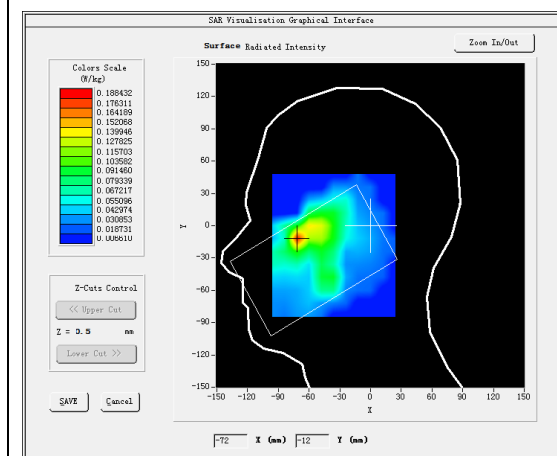 SAR Visualisation Graphical Interface
Surface Radiated Intensity
Zoom In/Out
Colors Scale
(W/kg)
0.188432
0.176311
0.164189
0.152068
0.139946
0.127825
0.115703
0.103582
0.091460
0.079339
0.067217
0.055096
0.042974
0.030853
0.018731
0.006610
Z-Cuts Control
<< Upper Cut
Z = 0.5 mm
Lower Cut >>
SAVE Cancel
150
120
90
60
30
0
-30
-60
-90
-120
-150
Y
-150 -120 -90 -60 -30 0 30 60 90 120 150
X
-72 X (mm) -12 Y (mm)